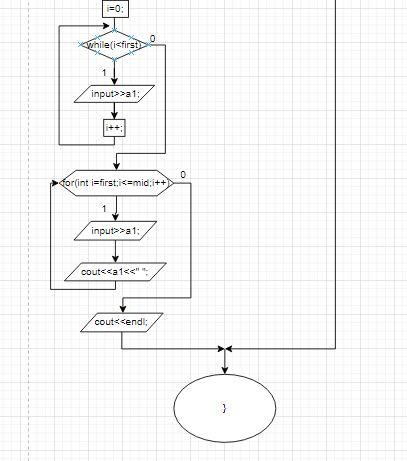 i=0;
while(i<first)
0
1
input>>a1;
i++;
for(int i=first;i<=mid;i++)
0
1
input>>a1;
cout<<a1<<" ";
cout<<endl;
}